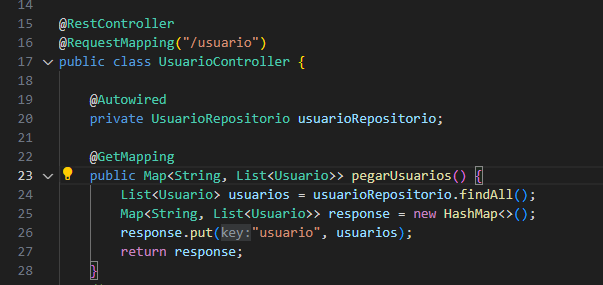 14
15 @RestController
16 @RequestMapping("/usuario")
17 public class UsuarioController {
18
19     @Autowired
20     private UsuarioRepositorio usuarioRepositorio;
21
22     @GetMapping
23     public Map<String, List<Usuario>> pegarUsuarios() {
24         List<Usuario> usuarios = usuarioRepositorio.findAll();
25         Map<String, List<Usuario>> response = new HashMap<>();
26         response.put(key:"usuario", usuarios);
27         return response;
28     }